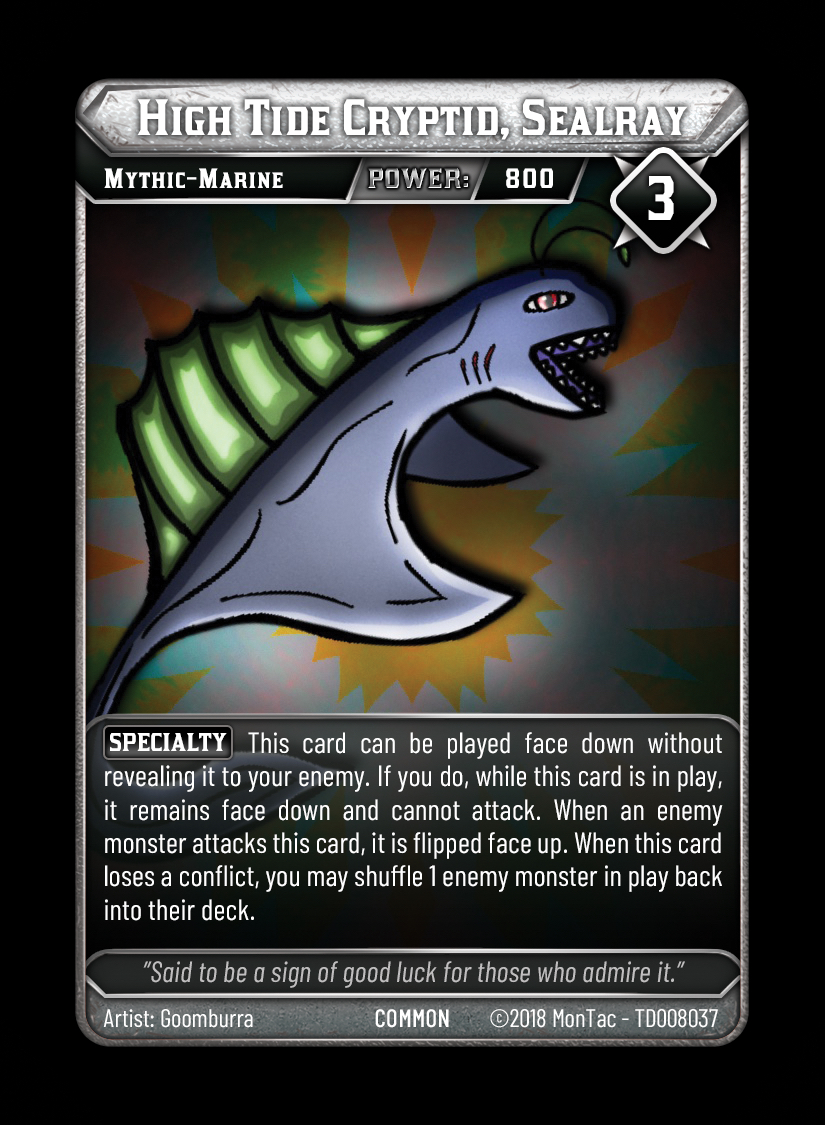 High Tide Cryptid, Sealray
Mythic-Marine POWER: 800
3
SPECIALTY This card can be played face down without
revealing it to your enemy. If you do, while this card is in play,
it remains face down and cannot attack. When an enemy
monster attacks this card, it is flipped face up. When this card
loses a conflict, you may shuffle 1 enemy monster in play back
into their deck.
"Said to be a sign of good luck for those who admire it."
Artist: Goomburra COMMON ©2018 MonTac - TD008037